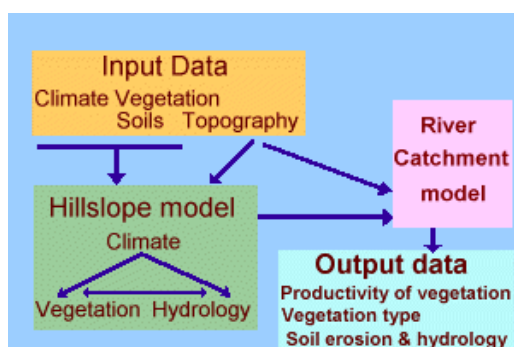 Input Data
Climate Vegetation
Soils Topography
River
Catchment
model
Hillslope model
Climate
Vegetation Hydrology
Output data
Productivity of vegetation
Vegetation type
Soil erosion & hydrology